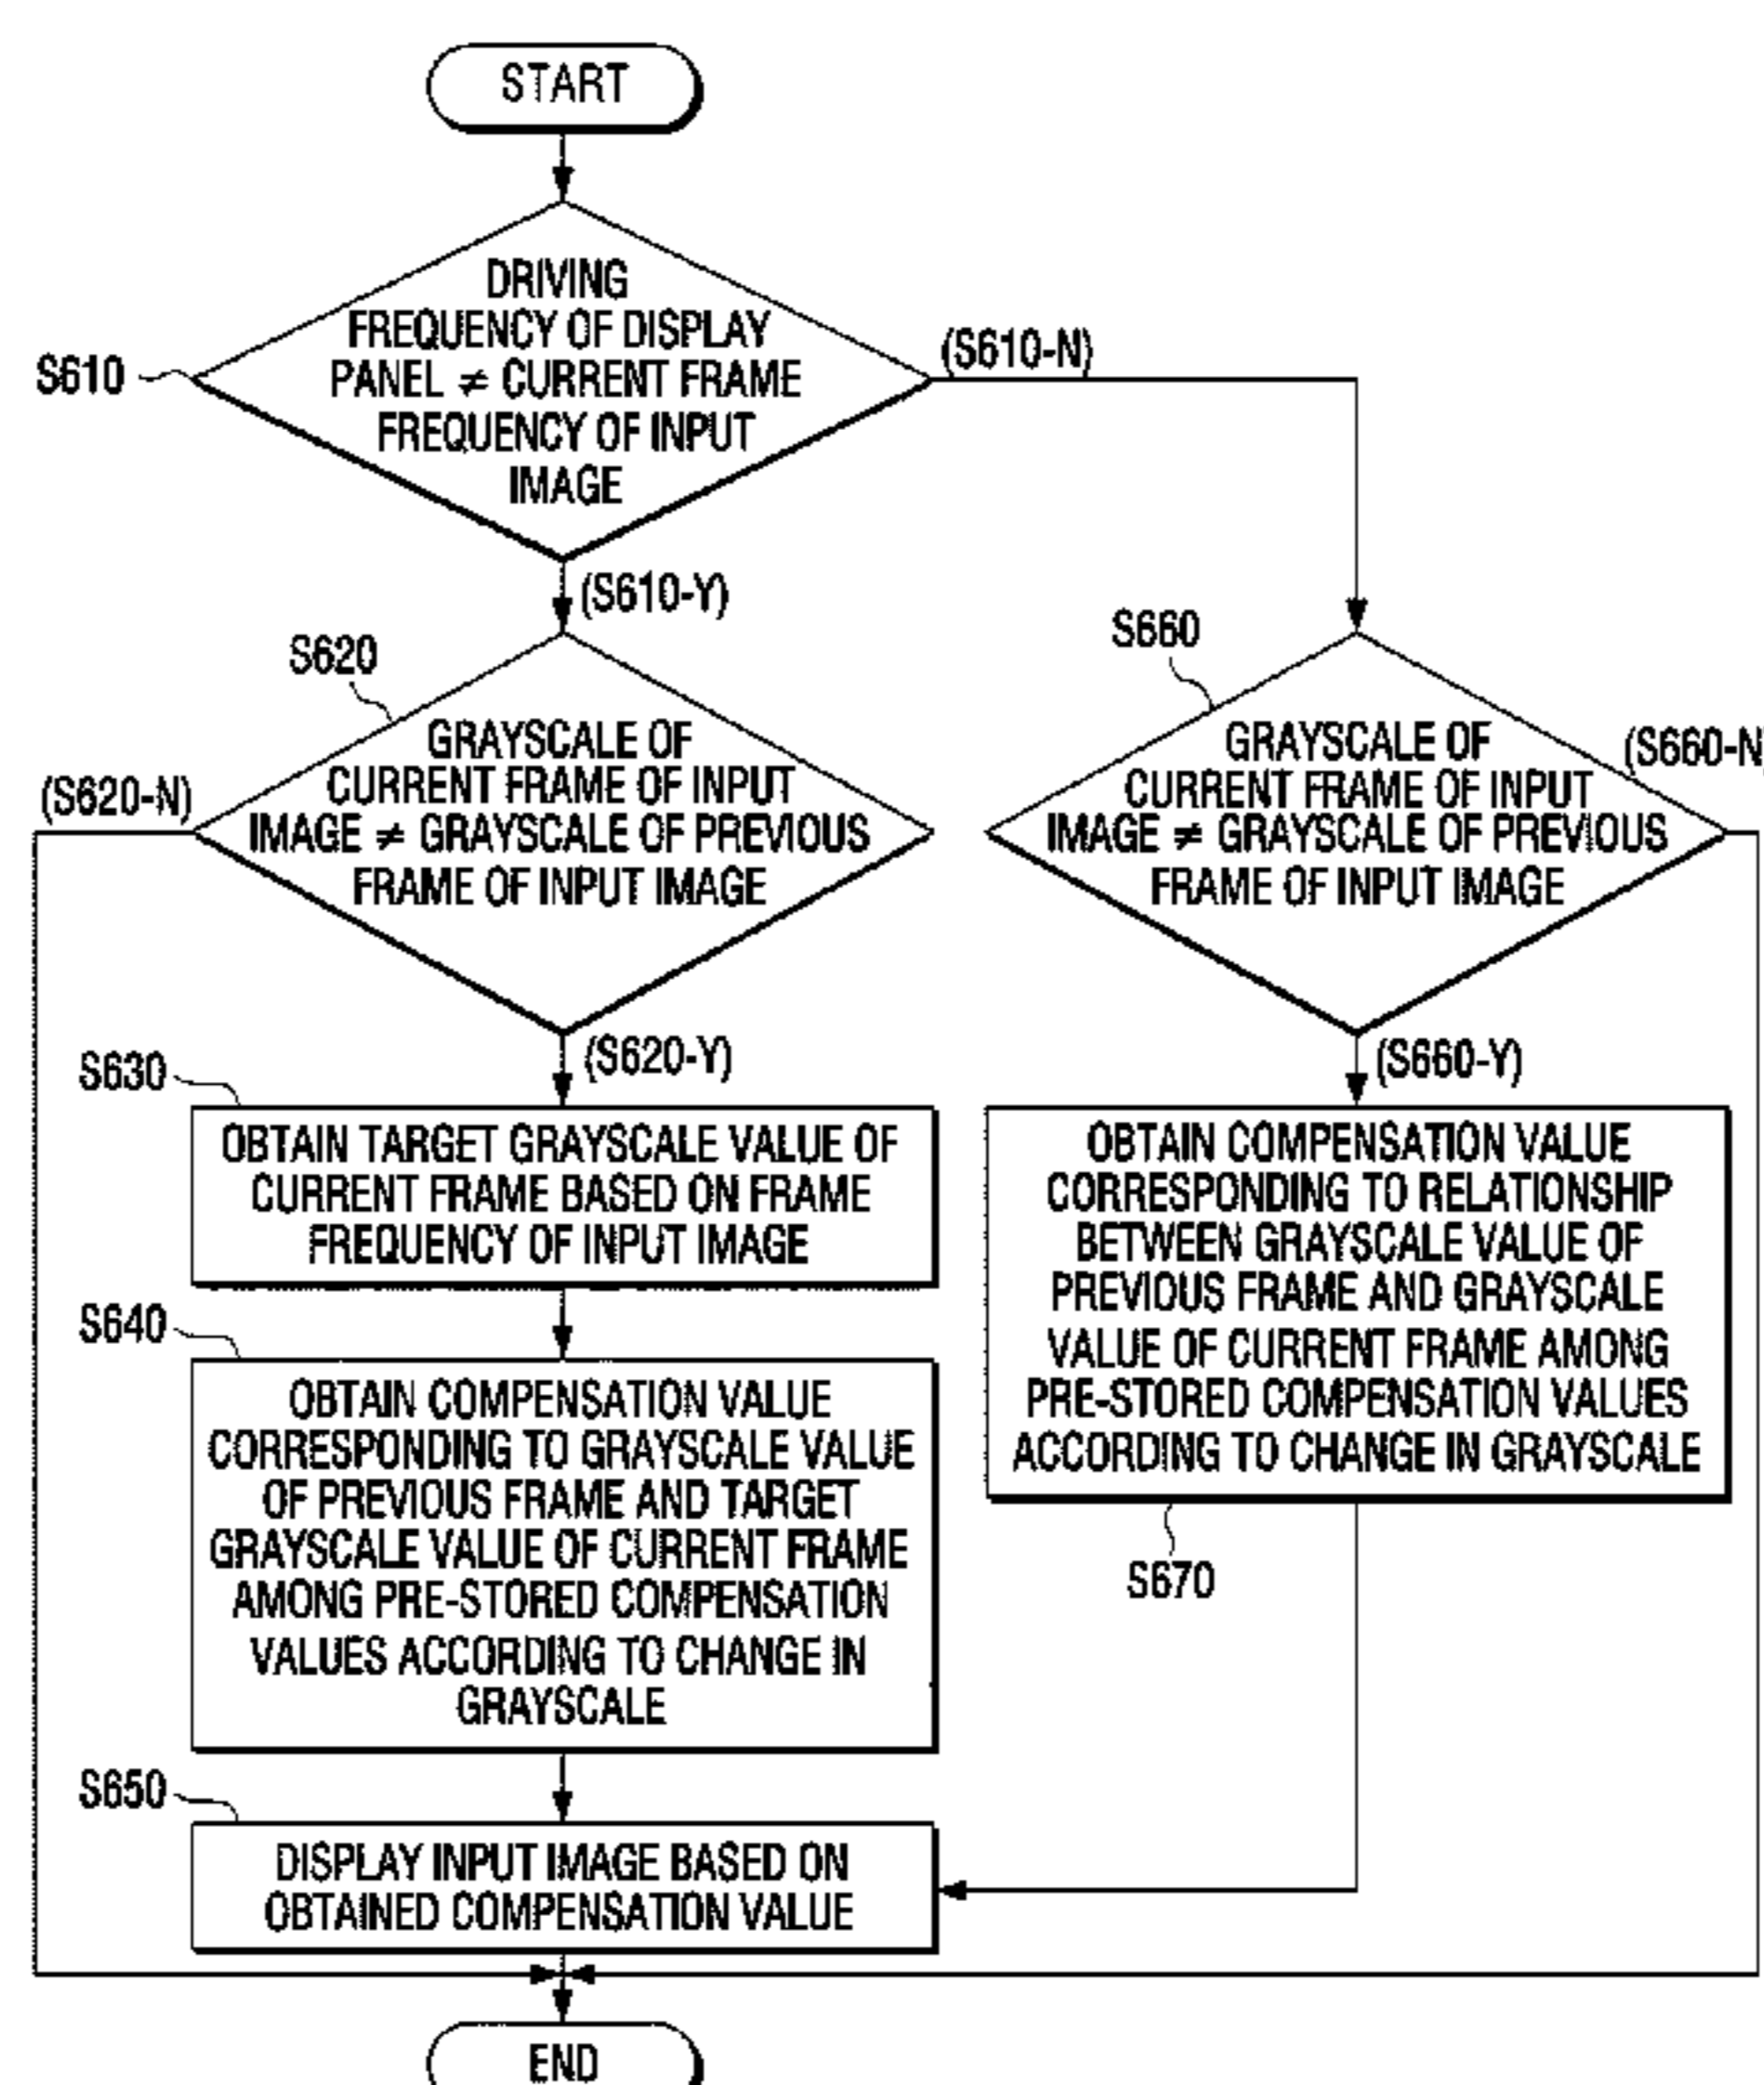 START
DRIVING
FREQUENCY OF DISPLAY
PANEL ≠ CURRENT FRAME
FREQUENCY OF INPUT
IMAGE
S610
(S610-N)
(S610-Y)
S620
GRAYSCALE OF
CURRENT FRAME OF INPUT
IMAGE ≠ GRAYSCALE OF PREVIOUS
FRAME OF INPUT IMAGE
(S620-N)
(S620-Y)
S660
GRAYSCALE OF
CURRENT FRAME OF INPUT
IMAGE ≠ GRAYSCALE OF PREVIOUS
FRAME OF INPUT IMAGE
(S660-N)
(S660-Y)
S630
OBTAIN TARGET GRAYSCALE VALUE OF
CURRENT FRAME BASED ON FRAME
FREQUENCY OF INPUT IMAGE
S640
OBTAIN COMPENSATION VALUE
CORRESPONDING TO GRAYSCALE VALUE
OF PREVIOUS FRAME AND TARGET
GRAYSCALE VALUE OF CURRENT FRAME
AMONG PRE-STORED COMPENSATION
VALUES ACCORDING TO CHANGE IN
GRAYSCALE
OBTAIN COMPENSATION VALUE
CORRESPONDING TO RELATIONSHIP
BETWEEN GRAYSCALE VALUE OF
PREVIOUS FRAME AND GRAYSCALE
VALUE OF CURRENT FRAME AMONG
PRE-STORED COMPENSATION VALUES
ACCORDING TO CHANGE IN GRAYSCALE
S670
S650
DISPLAY INPUT IMAGE BASED ON
OBTAINED COMPENSATION VALUE
END